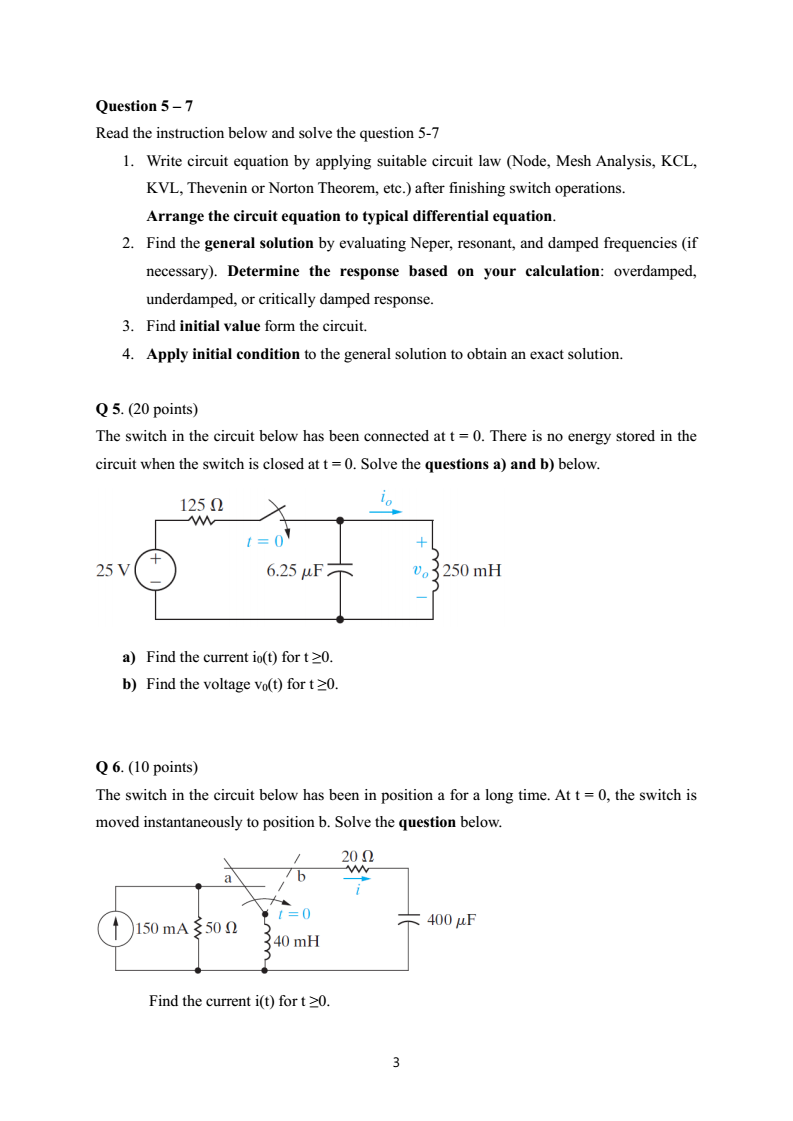 Question 5 – 7
Read the instruction below and solve the question 5-7
1. Write circuit equation by applying suitable circuit law (Node, Mesh Analysis, KCL,
KVL, Thevenin or Norton Theorem, etc.) after finishing switch operations.
Arrange the circuit equation to typical differential equation.
2. Find the general solution by evaluating Neper, resonant, and damped frequencies (if
necessary). Determine the response based on your calculation: overdamped,
underdamped, or critically damped response.
3. Find initial value form the circuit.
4. Apply initial condition to the general solution to obtain an exact solution.
Q 5. (20 points)
The switch in the circuit below has been connected at t = 0. There is no energy stored in the
circuit when the switch is closed at t = 0. Solve the questions a) and b) below.
125 Ω
iₒ
t = 0
+
25 V
+
−
6.25 μF
vₒ
250 mH
−
a) Find the current i₀(t) for t ≥0.
b) Find the voltage v₀(t) for t ≥0.
Q 6. (10 points)
The switch in the circuit below has been in position a for a long time. At t = 0, the switch is
moved instantaneously to position b. Solve the question below.
20 Ω
a
b
i
t = 0
150 mA
50 Ω
40 mH
400 μF
Find the current i(t) for t ≥0.
3